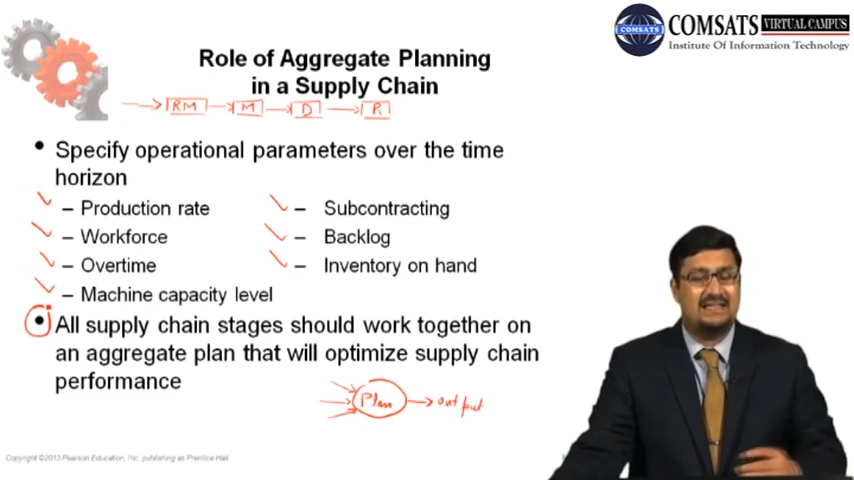 COMSATS VIRTUAL CAMPUS
COMSATS
Institute Of Information Technology
Role of Aggregate Planning
in a Supply Chain
RM M D R
• Specify operational parameters over the time
horizon
– Production rate
– Workforce
– Overtime
– Machine capacity level
– Subcontracting
– Backlog
– Inventory on hand
• All supply chain stages should work together on
an aggregate plan that will optimize supply chain
performance
Plan output
Copyright ©2013 Pearson Education, Inc. publishing as Prentice Hall